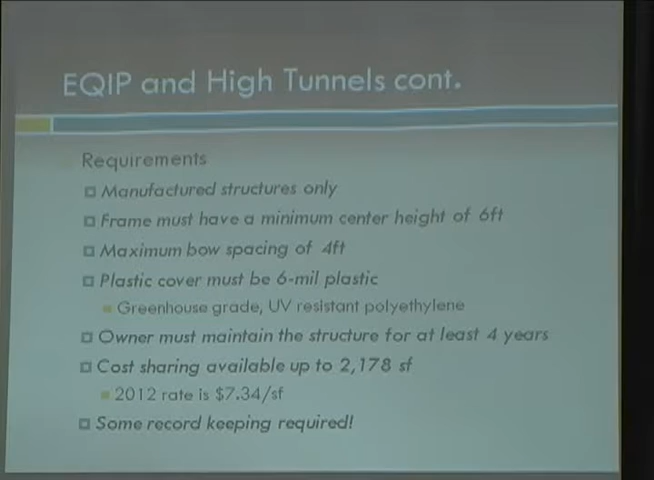 EQIP and High Tunnels cont.
Requirements
Manufactured structures only
Frame must have a minimum center height of 6ft
Maximum bow spacing of 4ft
Plastic cover must be 6-mil plastic
Greenhouse grade, UV resistant polyethylene
Owner must maintain the structure for at least 4 years
Cost sharing available up to 2,178 sf
2012 rate is $7.34/sf
Some record keeping required!